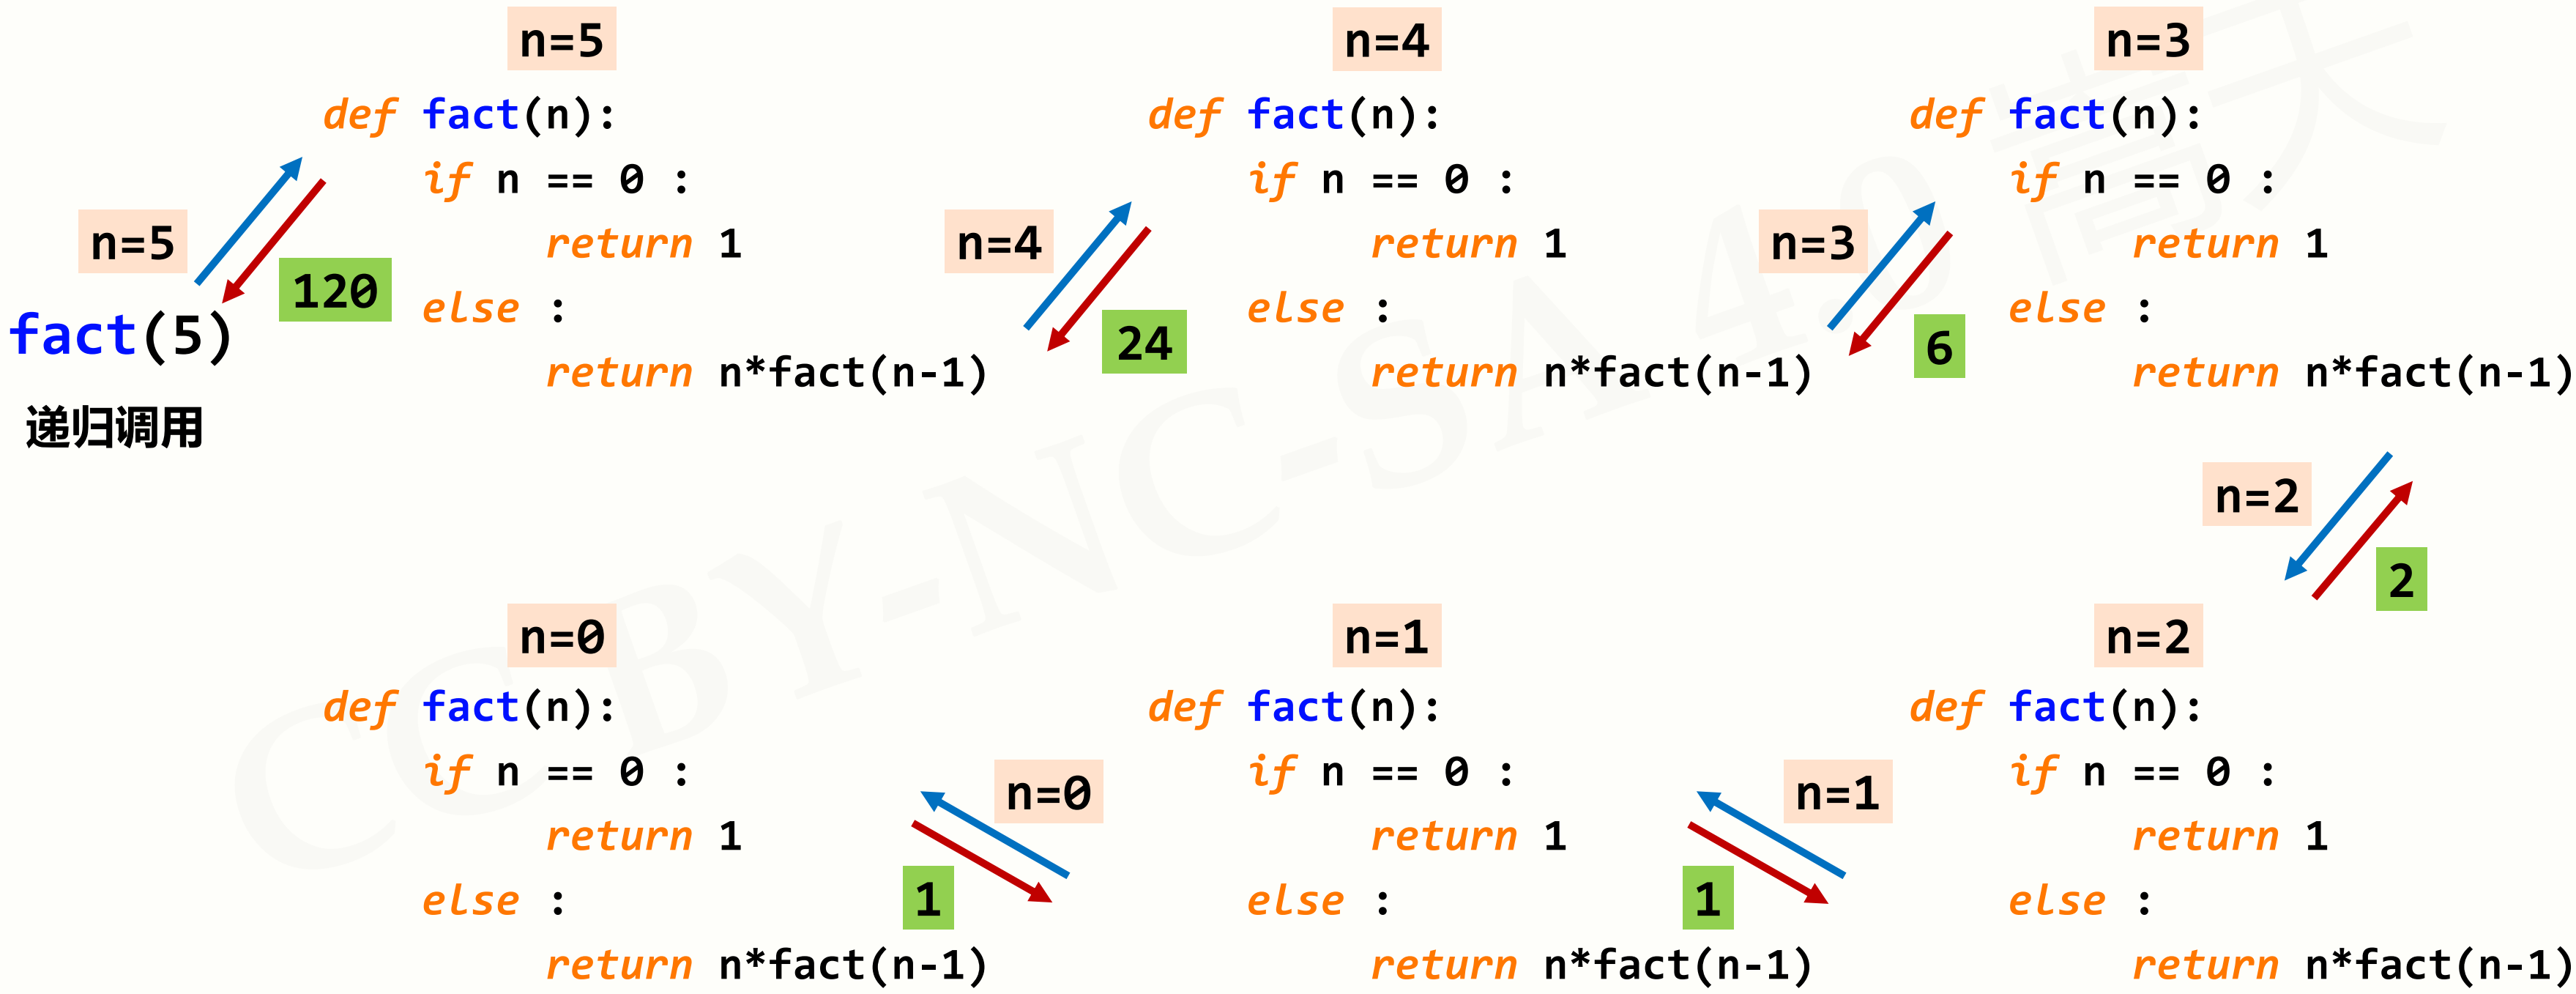 n=5
def fact(n):
if n == 0 :
return 1
else :
return n*fact(n-1)
n=5
120
fact(5)
递归调用
n=4
def fact(n):
if n == 0 :
return 1
else :
return n*fact(n-1)
n=4
24
n=3
def fact(n):
if n == 0 :
return 1
else :
return n*fact(n-1)
n=3
6
n=2
2
n=2
def fact(n):
if n == 0 :
return 1
else :
return n*fact(n-1)
n=1
1
n=1
def fact(n):
if n == 0 :
return 1
else :
return n*fact(n-1)
n=0
1
n=0
def fact(n):
if n == 0 :
return 1
else :
return n*fact(n-1)
CC BY-NC-SA 4.0 嵩天